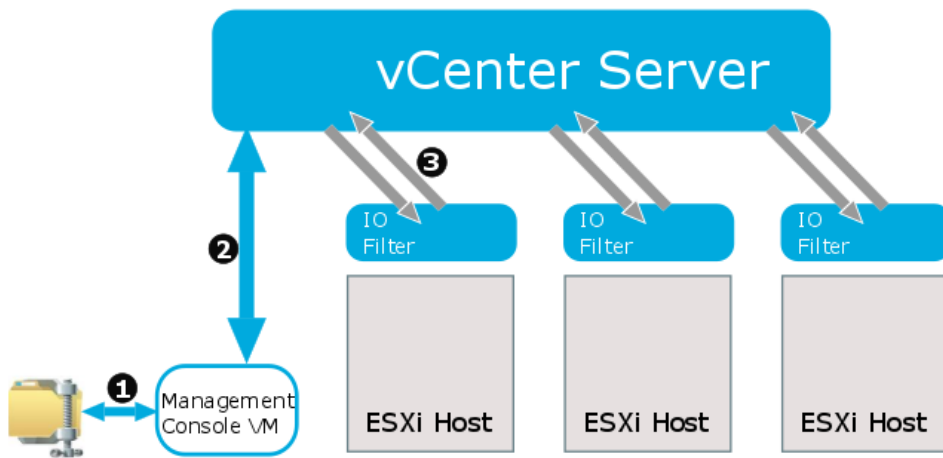 vCenter Server
3
IO
Filter
IO
Filter
IO
Filter
2
1
Management
Console VM
ESXi Host
ESXi Host
ESXi Host